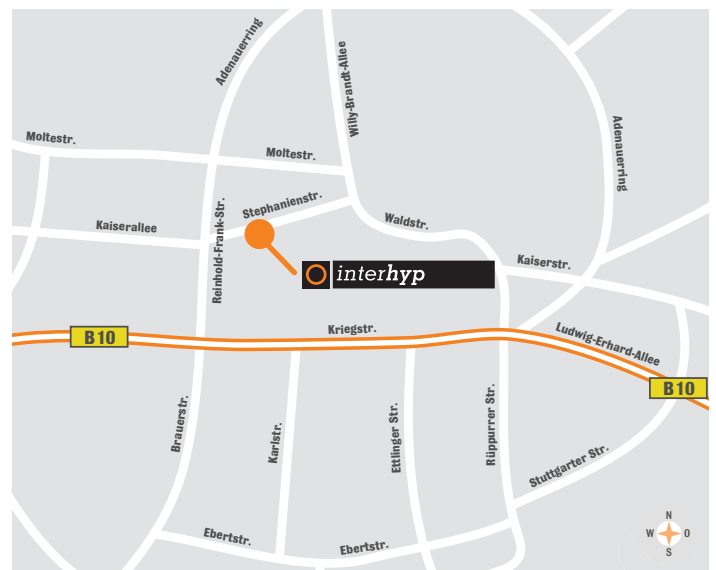 Adenauerring
Willy-Brandt-Allee
Adenauerring
Moltestr.
Moltestr.
Stephanienstr.
Reinhold-Frank-Str.
Kaiserallee
Waldstr.
interhyp
Kaiserstr.
Kriegstr.
B10
Ludwig-Erhard-Allee
B10
Brauerstr.
Karlstr.
Ettlinger Str.
Rüppurrer Str.
Stuttgarter Str.
Ebertstr.
Ebertstr.
N
W
O
S